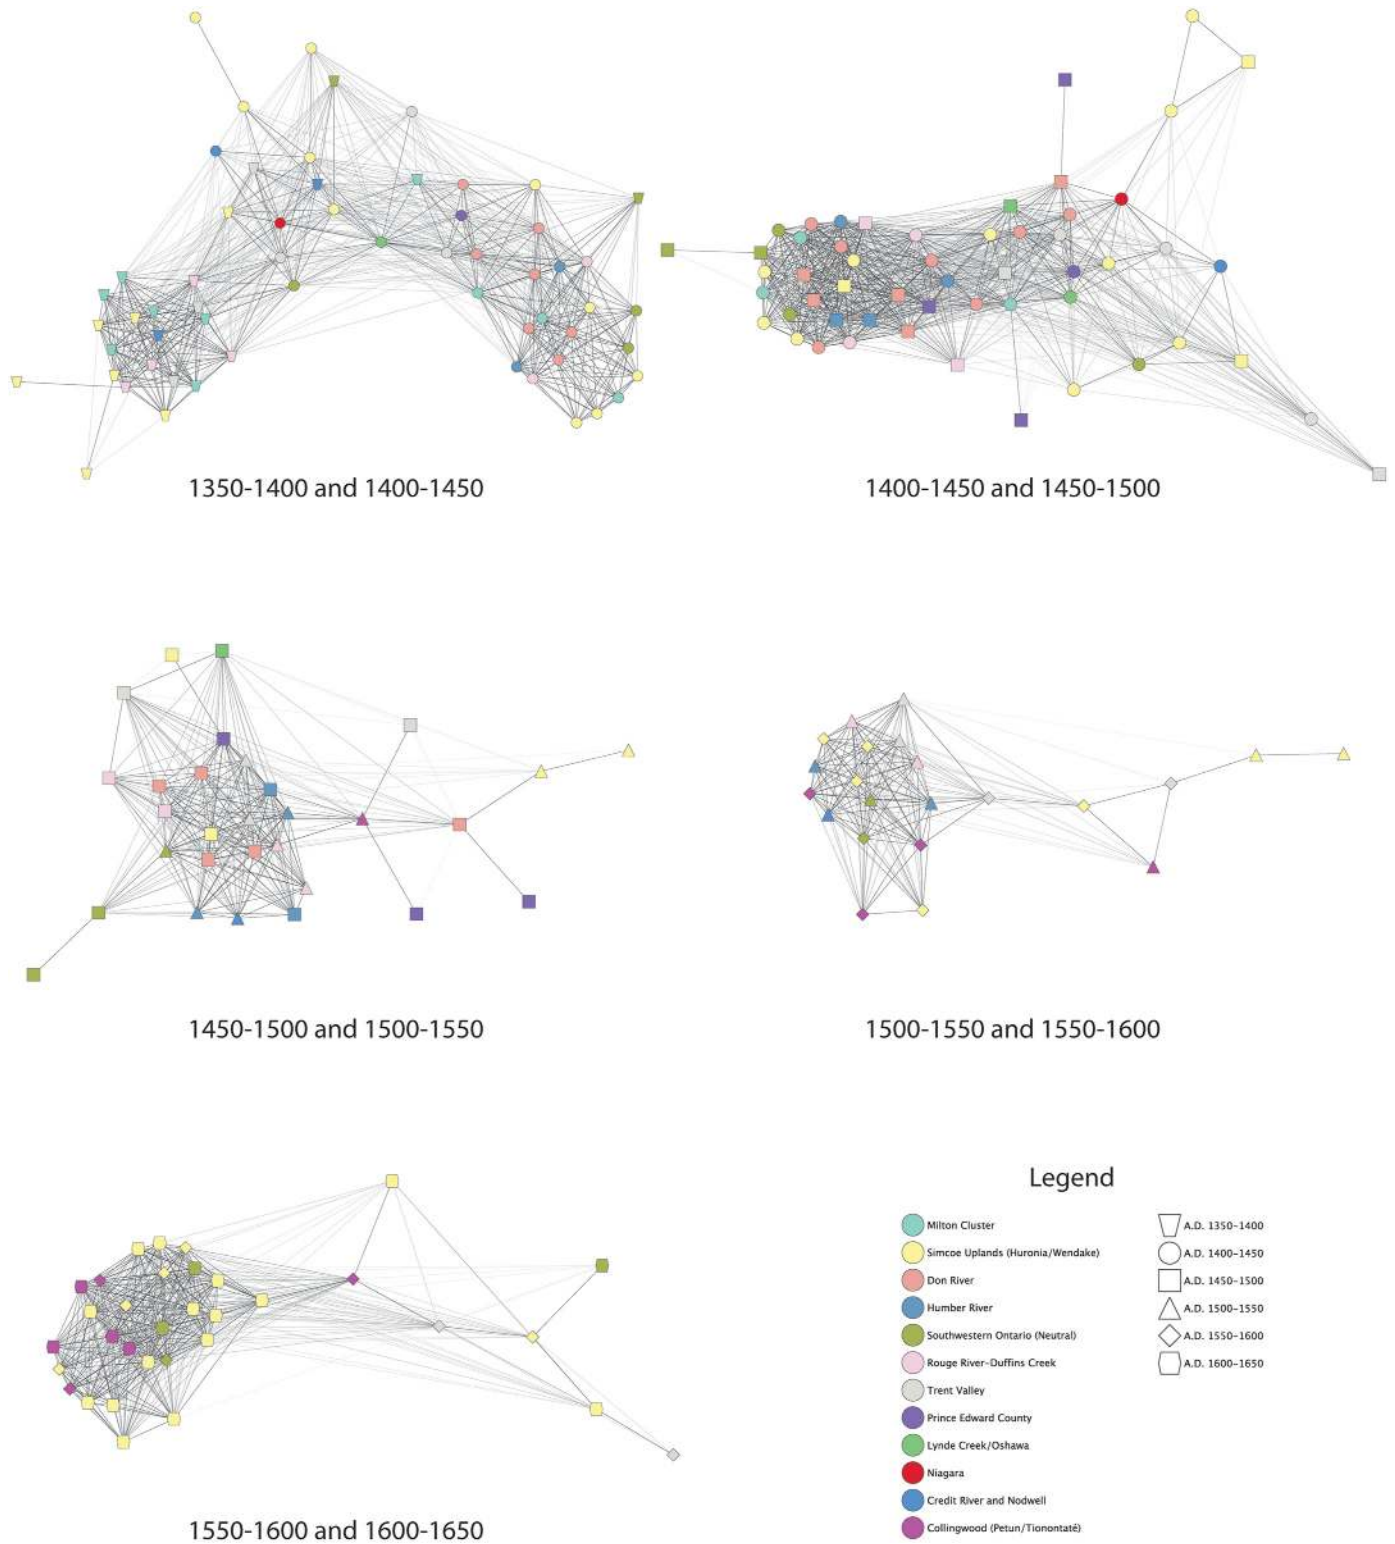 1350-1400 and 1400-1450
1400-1450 and 1450-1500
1450-1500 and 1500-1550
1500-1550 and 1550-1600
1550-1600 and 1600-1650
Legend
Milton Cluster
Simcoe Uplands (Huronia/Wendake)
Don River
Humber River
Southwestern Ontario (Neutral)
Rouge River-Duffins Creek
Trent Valley
Prince Edward County
Lynde Creek/Oshawa
Niagara
Credit River and Nodwell
Collingwood (Petun/Tionontaté)
A.D. 1350-1400
A.D. 1400-1450
A.D. 1450-1500
A.D. 1500-1550
A.D. 1550-1600
A.D. 1600-1650